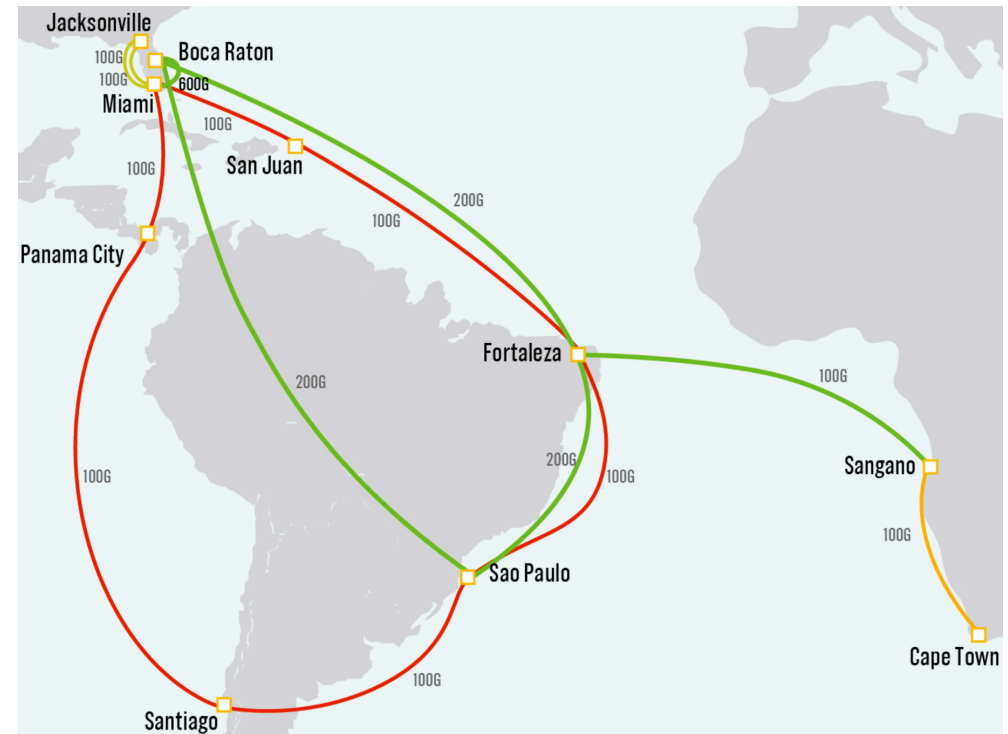 Jacksonville
Boca Raton
100G
100G
600G
Miami
100G
San Juan
100G
200G
100G
Panama City
Fortaleza
100G
200G
200G
100G
100G
Sangano
100G
Sao Paulo
Cape Town
100G
Santiago